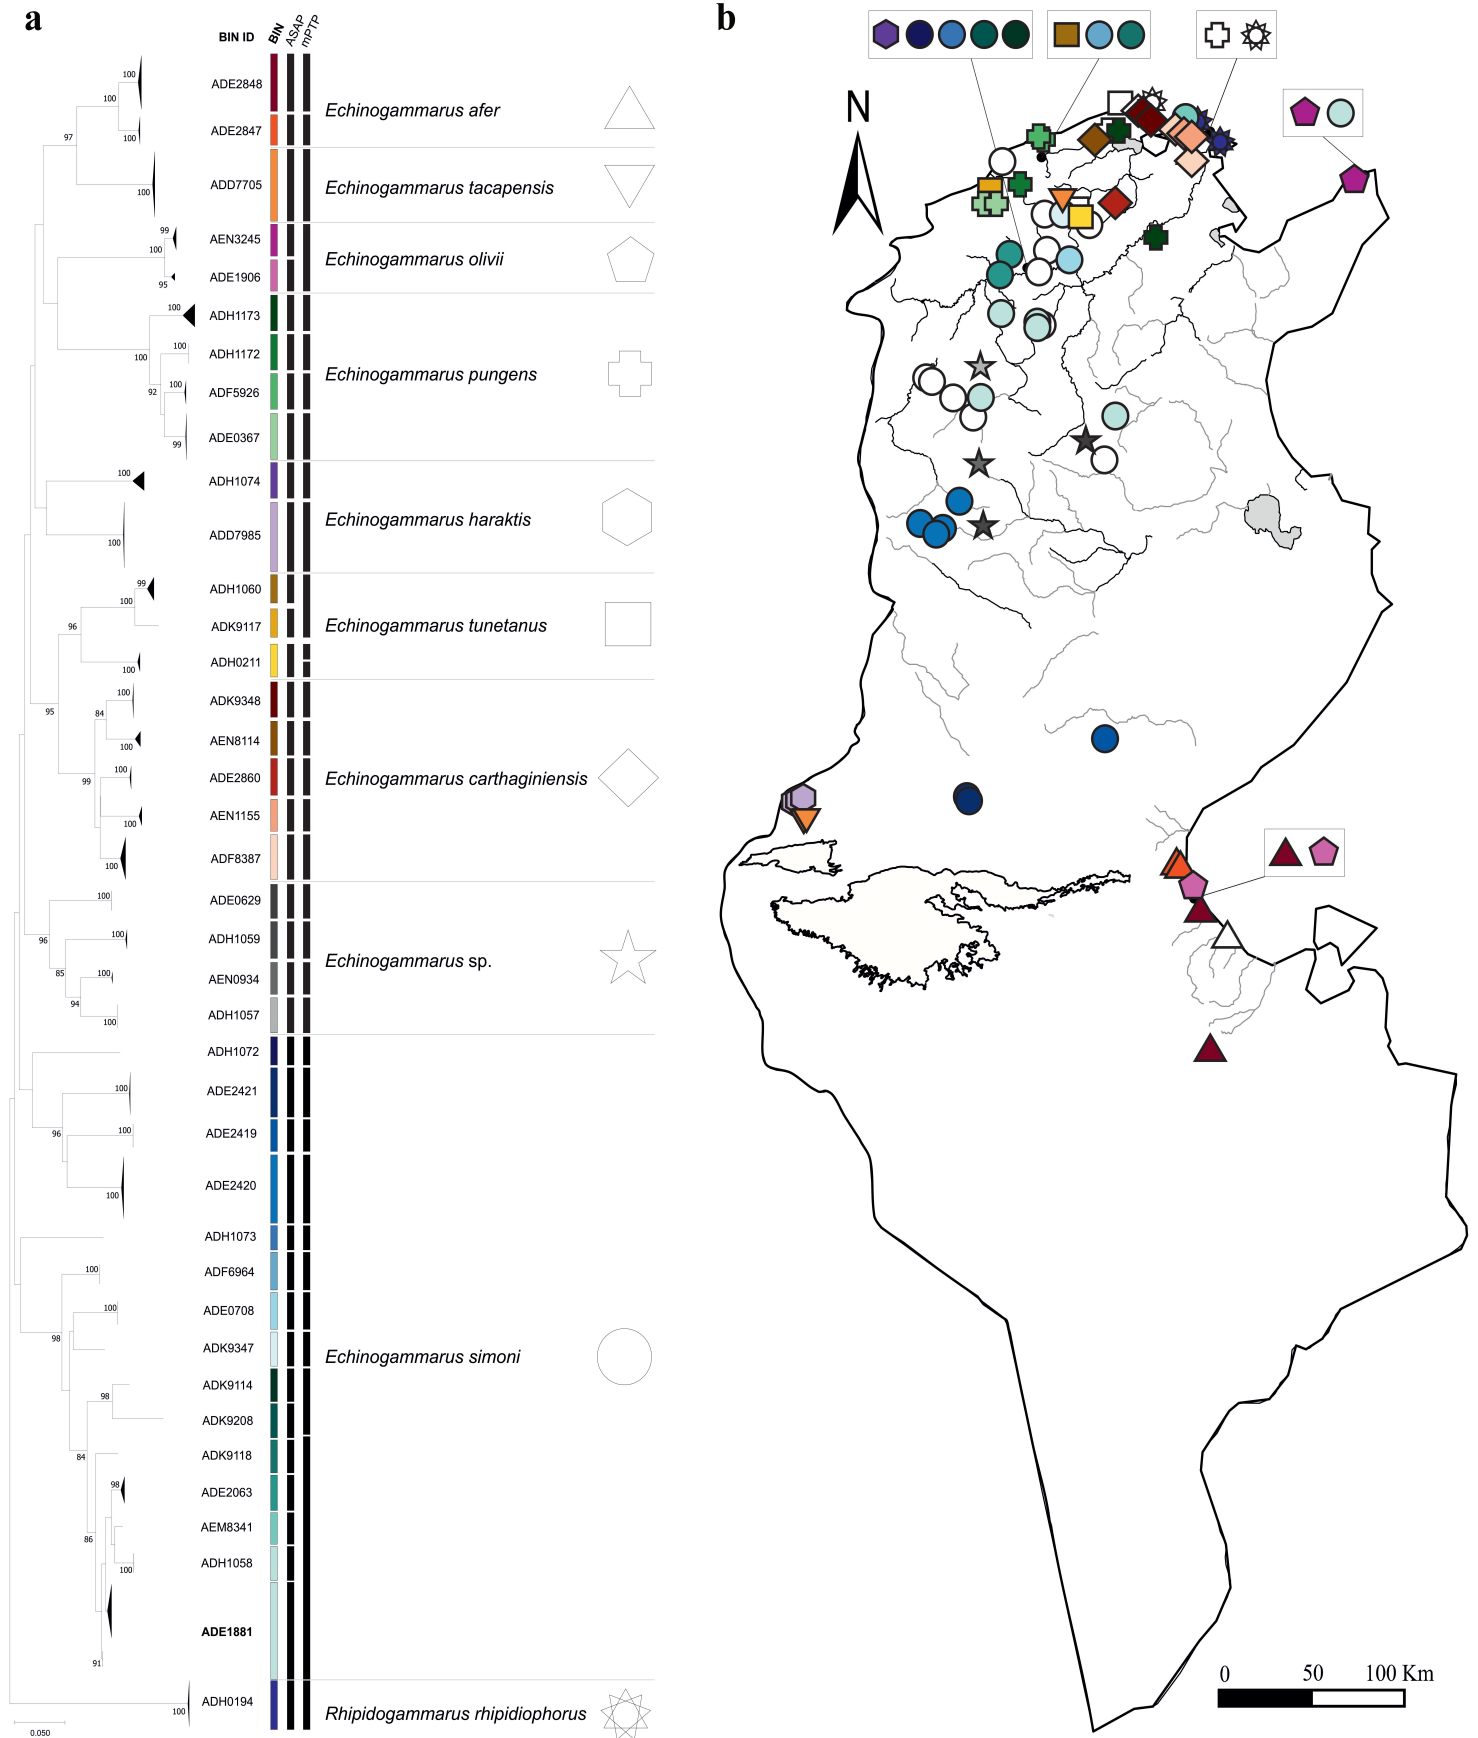 a
BIN ID
BIN
ASAP
mPTP
100
100
ADE2848
Echinogammarus afer
97
100
ADE2847
100
ADD7705
Echinogammarus tacapensis
99
100
AEN3245
Echinogammarus olivii
95
ADE1906
100
ADH1173
100
100
ADH1172
Echinogammarus pungens
92
100
ADF5926
99
ADE0367
100
ADH1074
Echinogammarus haraktis
100
ADD7985
99
100
ADH1060
96
ADK9117
Echinogammarus tunetanus
100
ADH0211
95
100
84
ADK9348
100
AEN8114
99
100
ADE2860
Echinogammarus carthaginiensis
100
AEN1155
100
ADF8387
100
ADE0629
96
100
ADH1059
Echinogammarus sp.
85
100
AEN0934
94
100
ADH1057
ADH1072
100
ADE2421
96
100
ADE2419
100
ADE2420
ADH1073
100
ADF6964
100
ADE0708
98
ADK9347
Echinogammarus simoni
98
ADK9114
ADK9208
84
ADK9118
98
ADE2063
86
AEM8341
100
ADH1058
ADE1881
91
100
ADH0194
Rhipidogammarus rhipidiophorus
0.050
b
N
0 50 100 Km